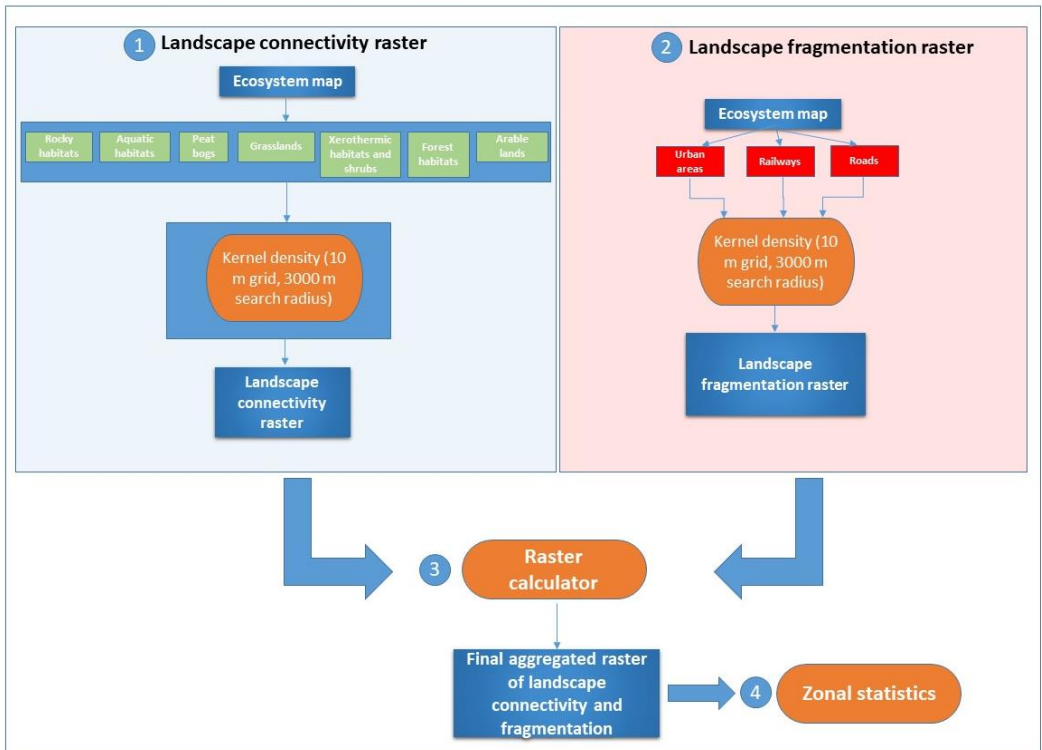 1 Landscape connectivity raster
Ecosystem map
Rocky
habitats
Aquatic
habitats
Peat
bogs
Grasslands
Xerothermic
habitats and
shrubs
Forest
habitats
Arable
lands
Kernel density (10
m grid, 3000 m
search radius)
Landscape
connectivity
raster
2 Landscape fragmentation raster
Ecosystem map
Urban
areas
Railways
Roads
Kernel density (10
m grid, 3000 m
search radius)
Landscape
fragmentation raster
3
Raster
calculator
Final aggregated raster
of landscape
connectivity and
fragmentation
4
Zonal statistics